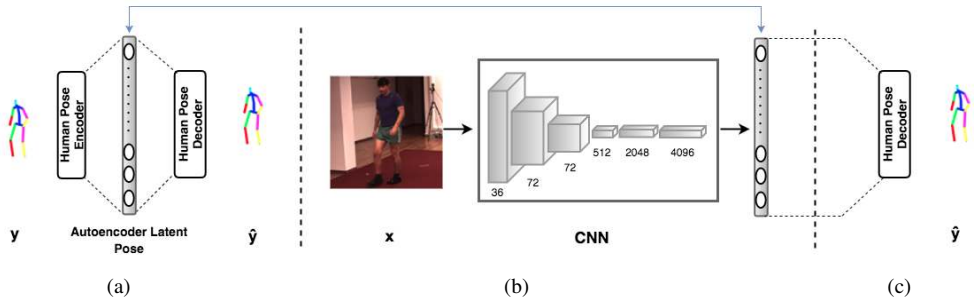 Human Pose
Encoder
Human Pose
Decoder
y
Autoencoder Latent
Pose
ŷ
(a)
x
36
72
72
512
2048
4096
CNN
(b)
Human Pose
Decoder
ŷ
(c)